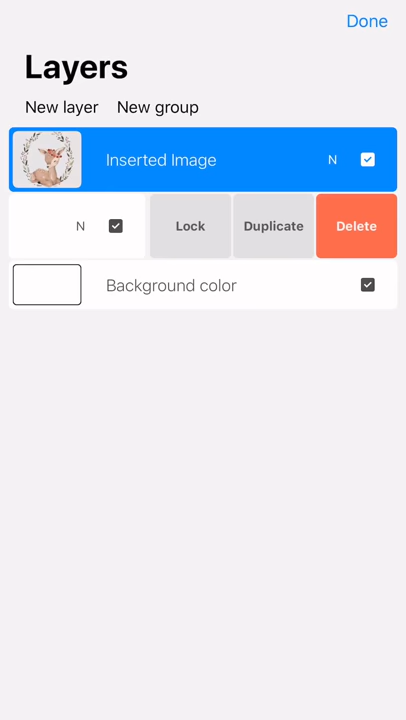 Done
Layers
New layer New group
Inserted Image N
N Lock Duplicate Delete
Background color